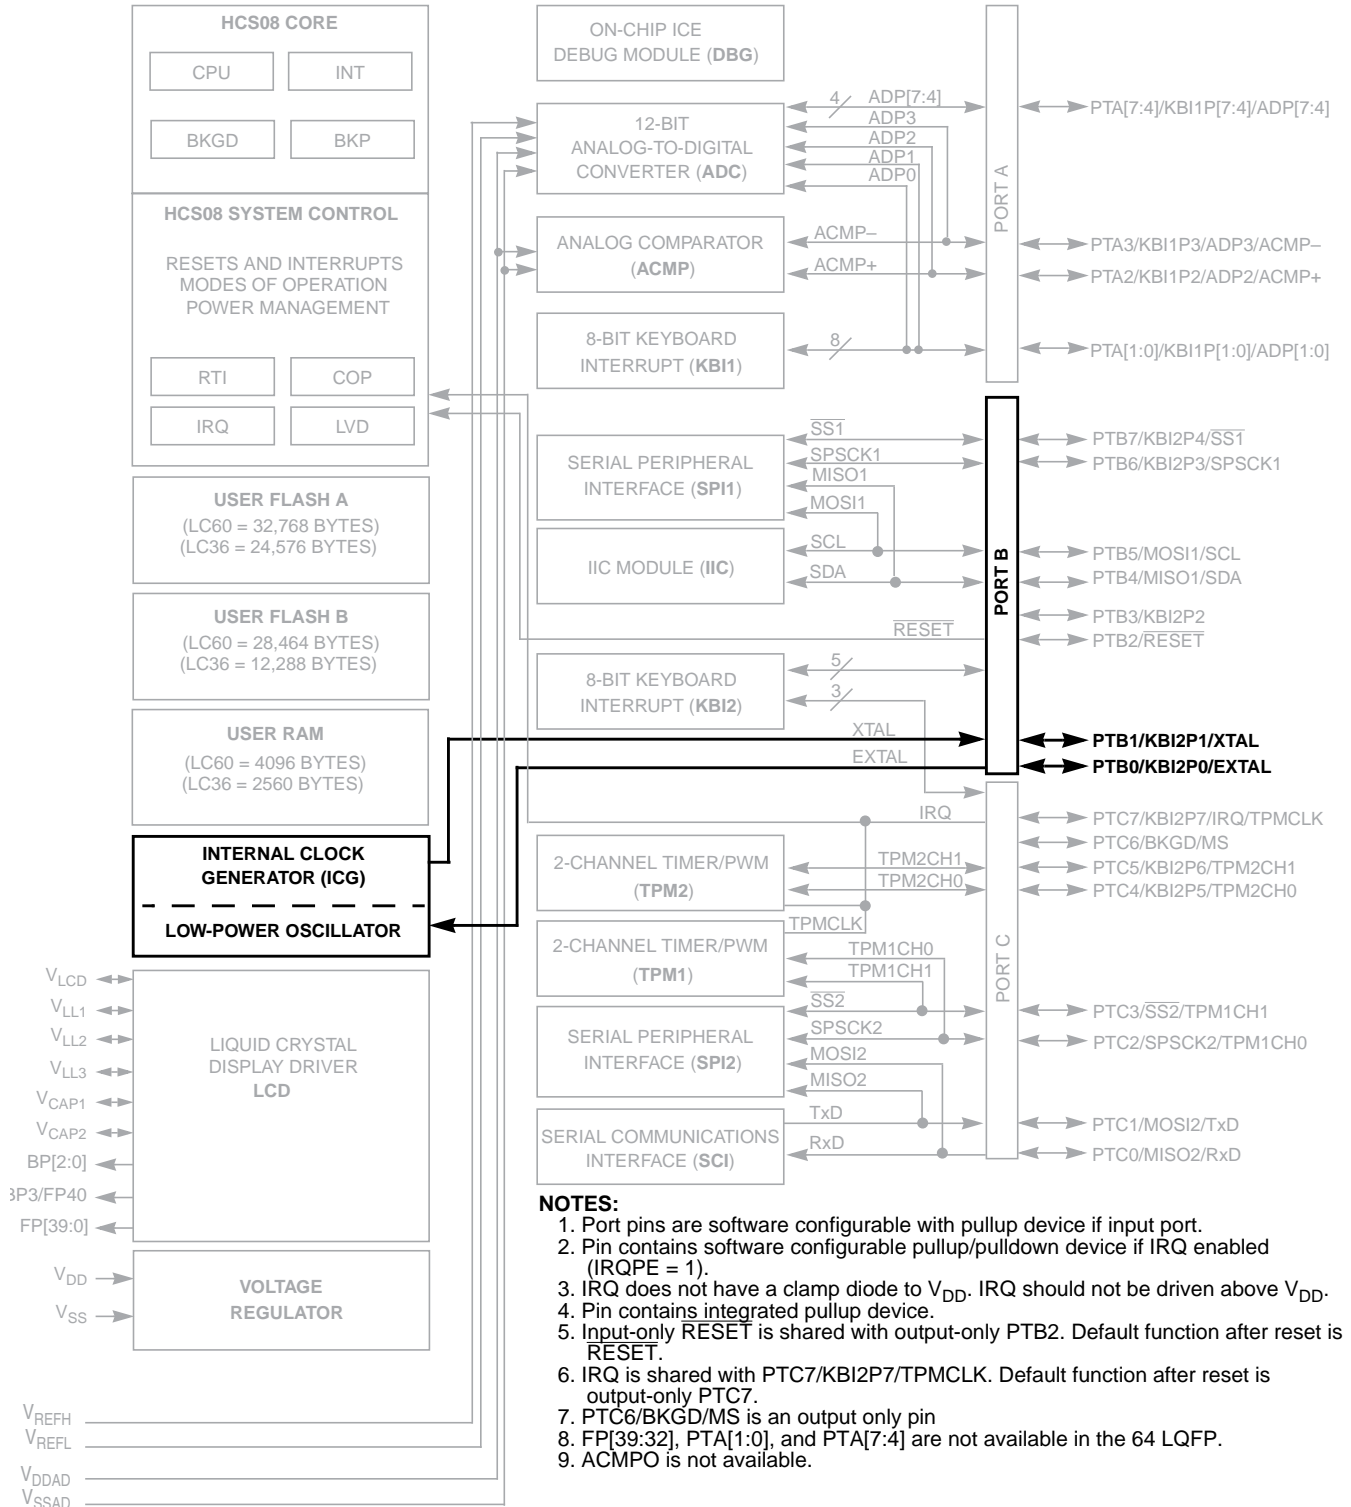 HCS08 CORE
CPU
INT
BKGD
BKP
HCS08 SYSTEM CONTROL
RESETS AND INTERRUPTS
MODES OF OPERATION
POWER MANAGEMENT
RTI
COP
IRQ
LVD
USER FLASH A
(LC60 = 32,768 BYTES)
(LC36 = 24,576 BYTES)
USER FLASH B
(LC60 = 28,464 BYTES)
(LC36 = 12,288 BYTES)
USER RAM
(LC60 = 4096 BYTES)
(LC36 = 2560 BYTES)
INTERNAL CLOCK
GENERATOR (ICG)
LOW-POWER OSCILLATOR
VLCD
VLL1
VLL2
VLL3
VCAP1
VCAP2
BP[2:0]
BP3/FP40
FP[39:0]
LIQUID CRYSTAL
DISPLAY DRIVER
LCD
VDD
VSS
VOLTAGE
REGULATOR
VREFH
VREFL
VDDAD
VSSAD
ON-CHIP ICE
DEBUG MODULE (DBG)
12-BIT
ANALOG-TO-DIGITAL
CONVERTER (ADC)
4
ADP[7:4]
ADP3
ADP2
ADP1
ADP0
ANALOG COMPARATOR
(ACMP)
ACMP–
ACMP+
8-BIT KEYBOARD
INTERRUPT (KBI1)
8
PORT A
PTA[7:4]/KBI1P[7:4]/ADP[7:4]
PTA3/KBI1P3/ADP3/ACMP–
PTA2/KBI1P2/ADP2/ACMP+
PTA[1:0]/KBI1P[1:0]/ADP[1:0]
SERIAL PERIPHERAL
INTERFACE (SPI1)
SS1
SPSCK1
MISO1
MOSI1
IIC MODULE (IIC)
SCL
SDA
RESET
8-BIT KEYBOARD
INTERRUPT (KBI2)
5
3
XTAL
EXTAL
PORT B
PTB7/KBI2P4/SS1
PTB6/KBI2P3/SPSCK1
PTB5/MOSI1/SCL
PTB4/MISO1/SDA
PTB3/KBI2P2
PTB2/RESET
PTB1/KBI2P1/XTAL
PTB0/KBI2P0/EXTAL
IRQ
2-CHANNEL TIMER/PWM
(TPM2)
TPM2CH1
TPM2CH0
TPMCLK
2-CHANNEL TIMER/PWM
(TPM1)
TPM1CH0
TPM1CH1
SERIAL PERIPHERAL
INTERFACE (SPI2)
SS2
SPSCK2
MOSI2
MISO2
SERIAL COMMUNICATIONS
INTERFACE (SCI)
TxD
RxD
PORT C
PTC7/KBI2P7/IRQ/TPMCLK
PTC6/BKGD/MS
PTC5/KBI2P6/TPM2CH1
PTC4/KBI2P5/TPM2CH0
PTC3/SS2/TPM1CH1
PTC2/SPSCK2/TPM1CH0
PTC1/MOSI2/TxD
PTC0/MISO2/RxD
NOTES:
1. Port pins are software configurable with pullup device if input port.
2. Pin contains software configurable pullup/pulldown device if IRQ enabled
(IRQPE = 1).
3. IRQ does not have a clamp diode to VDD. IRQ should not be driven above VDD.
4. Pin contains integrated pullup device.
5. Input-only RESET is shared with output-only PTB2. Default function after reset is
RESET.
6. IRQ is shared with PTC7/KBI2P7/TPMCLK. Default function after reset is
output-only PTC7.
7. PTC6/BKGD/MS is an output only pin
8. FP[39:32], PTA[1:0], and PTA[7:4] are not available in the 64 LQFP.
9. ACMPO is not available.